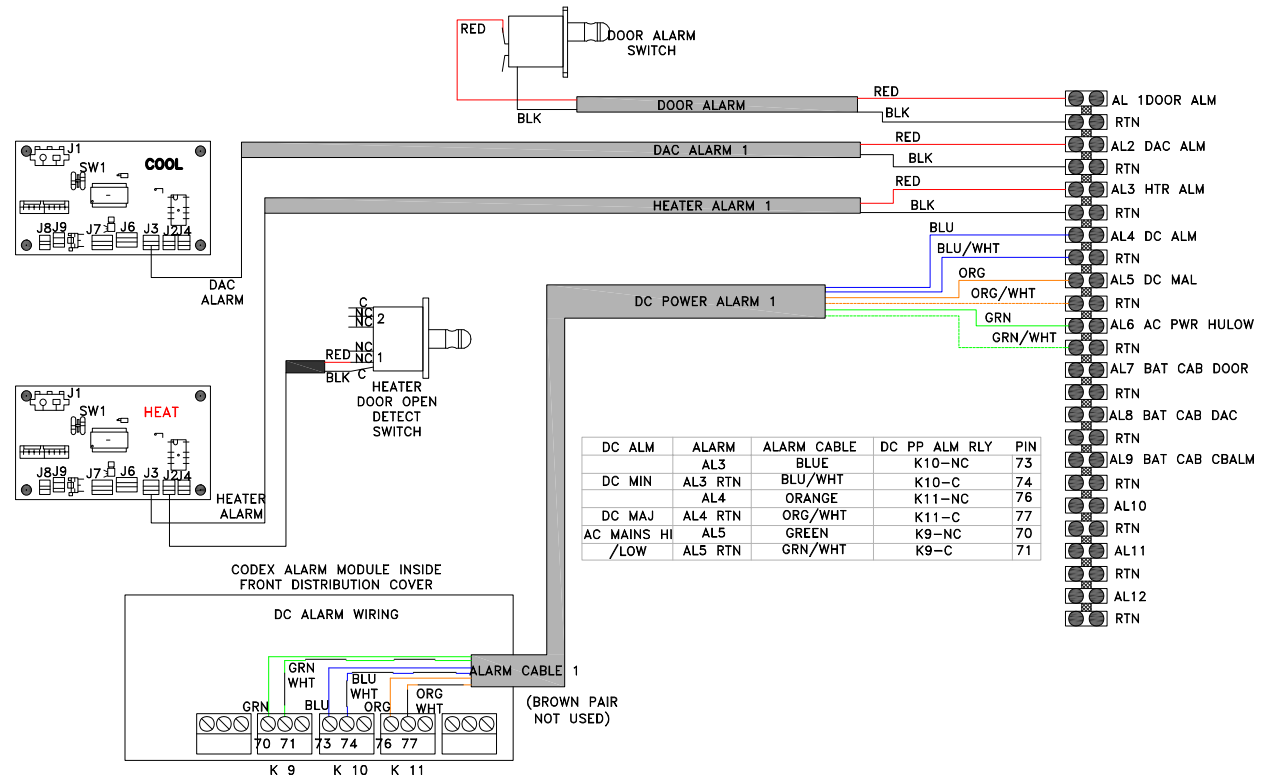 RED
DOOR ALARM
SWITCH
BLK
DOOR ALARM
RED
BLK
AL 1DOOR ALM
RTN
J1
SW1
COOL
J8
J9
J7
J6
J3
J2
J4
DAC
ALARM
DAC ALARM 1
RED
BLK
AL2 DAC ALM
RTN
HEATER ALARM 1
RED
BLK
AL3 HTR ALM
RTN
BLU
BLU/WHT
ORG
ORG/WHT
GRN
GRN/WHT
DC POWER ALARM 1
AL4 DC ALM
RTN
AL5 DC MAL
RTN
AL6 AC PWR HULOW
RTN
AL7 BAT CAB DOOR
RTN
AL8 BAT CAB DAC
RTN
AL9 BAT CAB CBALM
RTN
AL10
RTN
AL11
RTN
AL12
RTN
C
NC
NC
2
NC
NC
C
1
RED
BLK
HEATER
DOOR OPEN
DETECT
SWITCH
J1
SW1
HEAT
J8
J9
J7
J6
J3
J2
J4
HEATER
ALARM
DC ALM ALARM ALARM CABLE DC PP ALM RLY PIN
AL3 BLUE K10-NC 73
DC MIN AL3 RTN BLU/WHT K10-C 74
AL4 ORANGE K11-NC 76
DC MAJ AL4 RTN ORG/WHT K11-C 77
AC MAINS HI AL5 GREEN K9-NC 70
/LOW AL5 RTN GRN/WHT K9-C 71
CODEX ALARM MODULE INSIDE
FRONT DISTRIBUTION COVER
DC ALARM WIRING
ALARM CABLE 1
(BROWN PAIR
NOT USED)
GRN
WHT
BLU
WHT
ORG
WHT
GRN
BLU
ORG
70 71 73 74 76 77
K 9 K 10 K 11